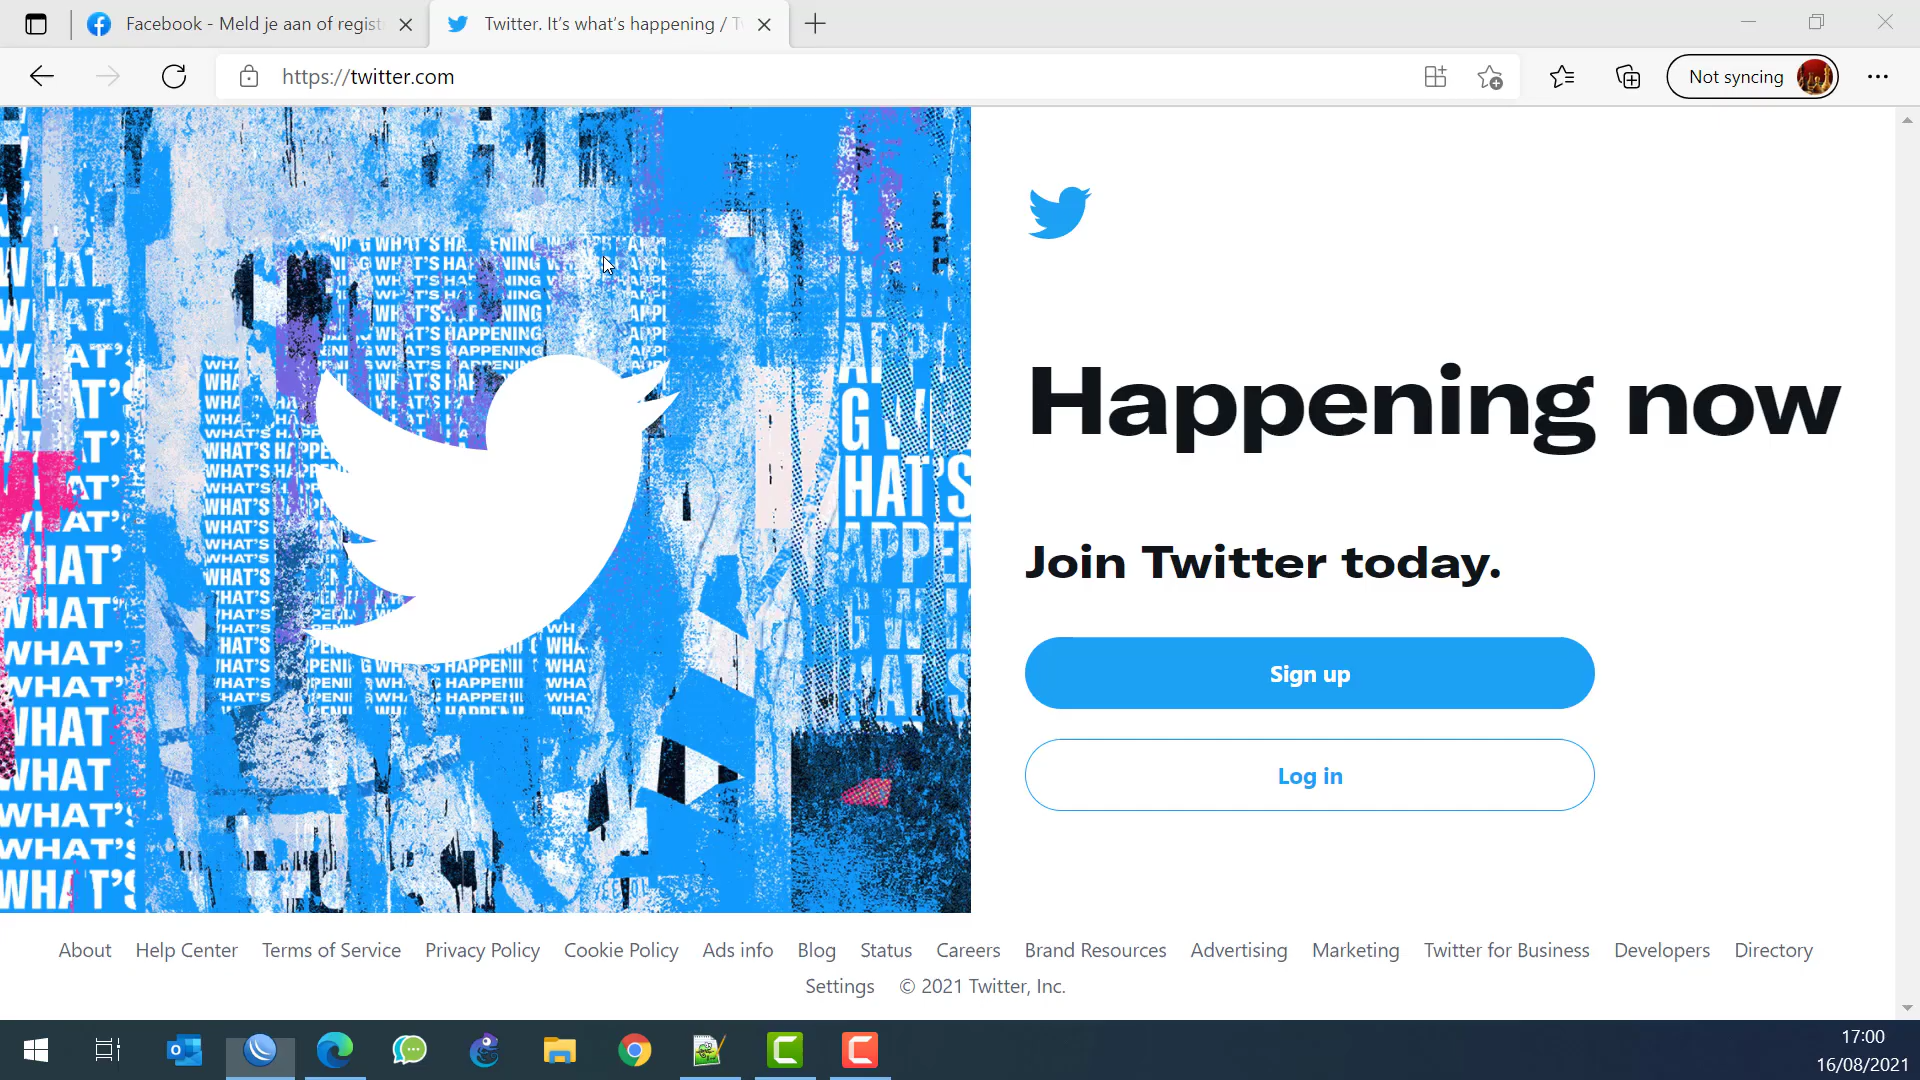 Facebook - Meld je aan of regist
Twitter. It's what's happening / T
https://twitter.com
Not syncing
Happening now
Join Twitter today.
Sign up
Log in
About Help Center Terms of Service Privacy Policy Cookie Policy Ads info Blog Status Careers Brand Resources Advertising Marketing Twitter for Business Developers Directory
Settings © 2021 Twitter, Inc.
17:00
16/08/2021